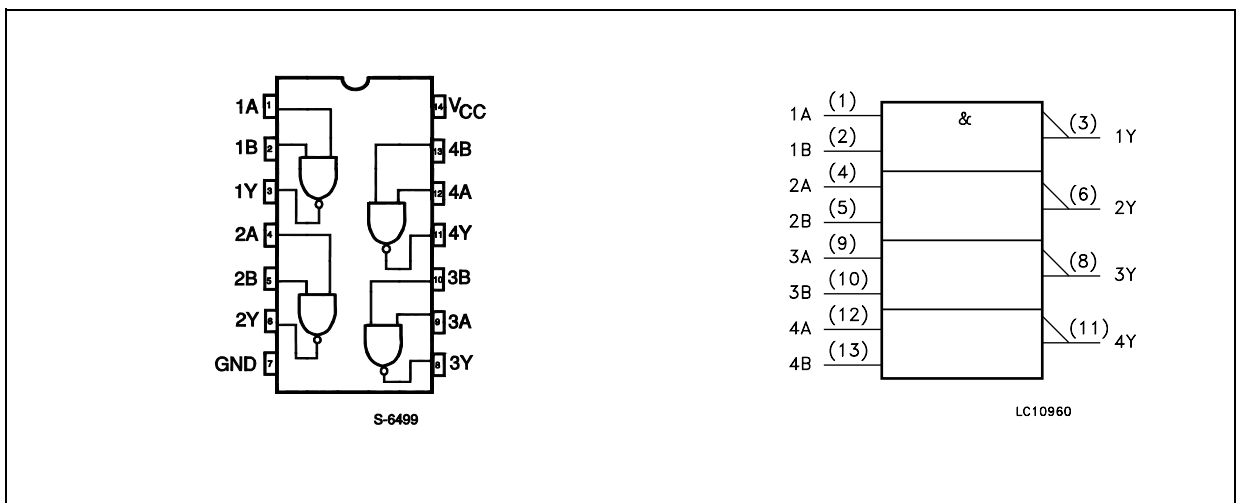 1A 1
1B 2
1Y 3
2A 4
2B 5
2Y 6
GND 7
14 VCC
13 4B
12 4A
11 4Y
10 3B
9 3A
8 3Y
S-6499
1A (1)
1B (2)
2A (4)
2B (5)
3A (9)
3B (10)
4A (12)
4B (13)
&
(3) 1Y
(6) 2Y
(8) 3Y
(11) 4Y
LC10960